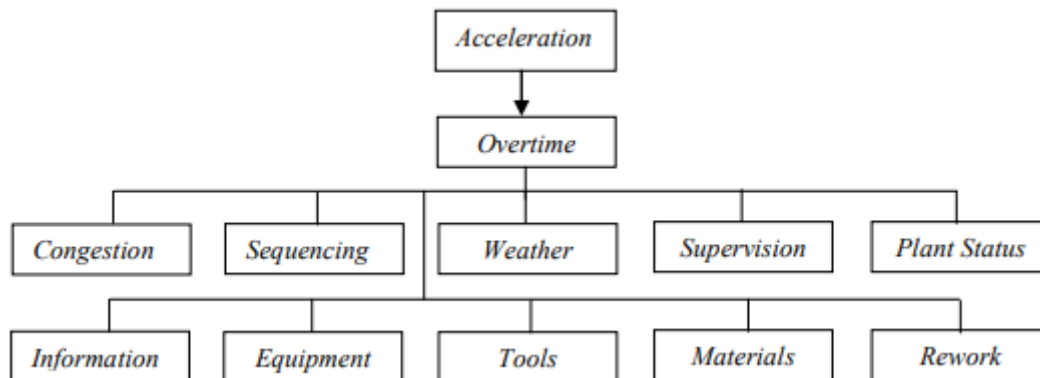 Acceleration
Overtime
Congestion
Sequencing
Weather
Supervision
Plant Status
Information
Equipment
Tools
Materials
Rework